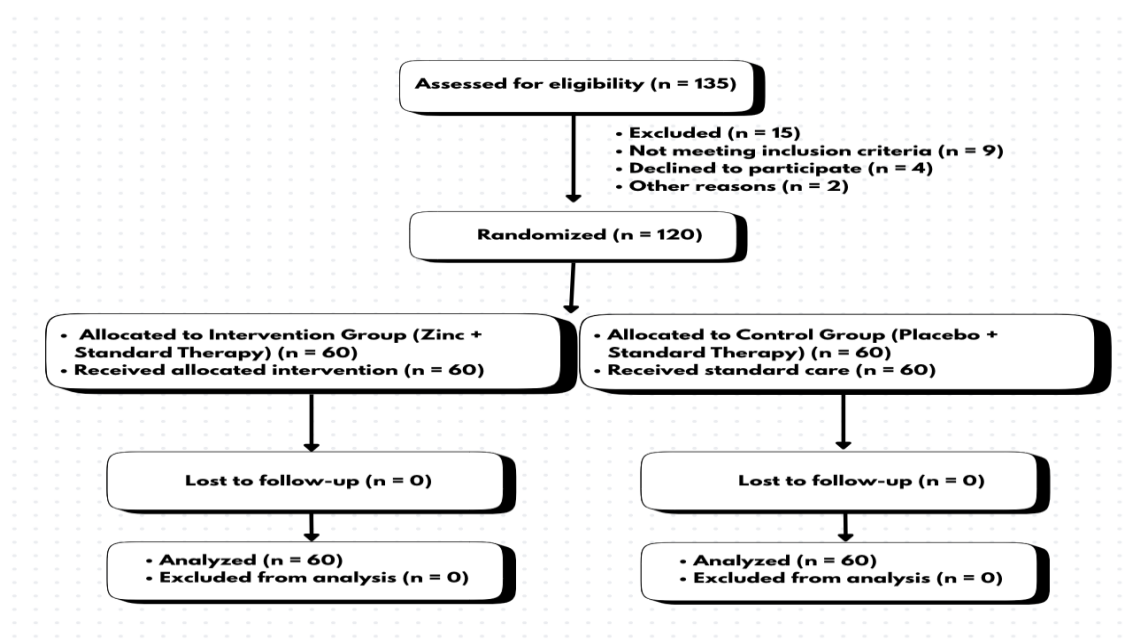 Assessed for eligibility (n = 135)
• Excluded (n = 15)
• Not meeting inclusion criteria (n = 9)
• Declined to participate (n = 4)
• Other reasons (n = 2)
Randomized (n = 120)
• Allocated to Intervention Group (Zinc +
Standard Therapy) (n = 60)
• Received allocated intervention (n = 60)
• Allocated to Control Group (Placebo +
Standard Therapy) (n = 60)
• Received standard care (n = 60)
Lost to follow-up (n = 0)
Lost to follow-up (n = 0)
• Analyzed (n = 60)
• Excluded from analysis (n = 0)
• Analyzed (n = 60)
• Excluded from analysis (n = 0)